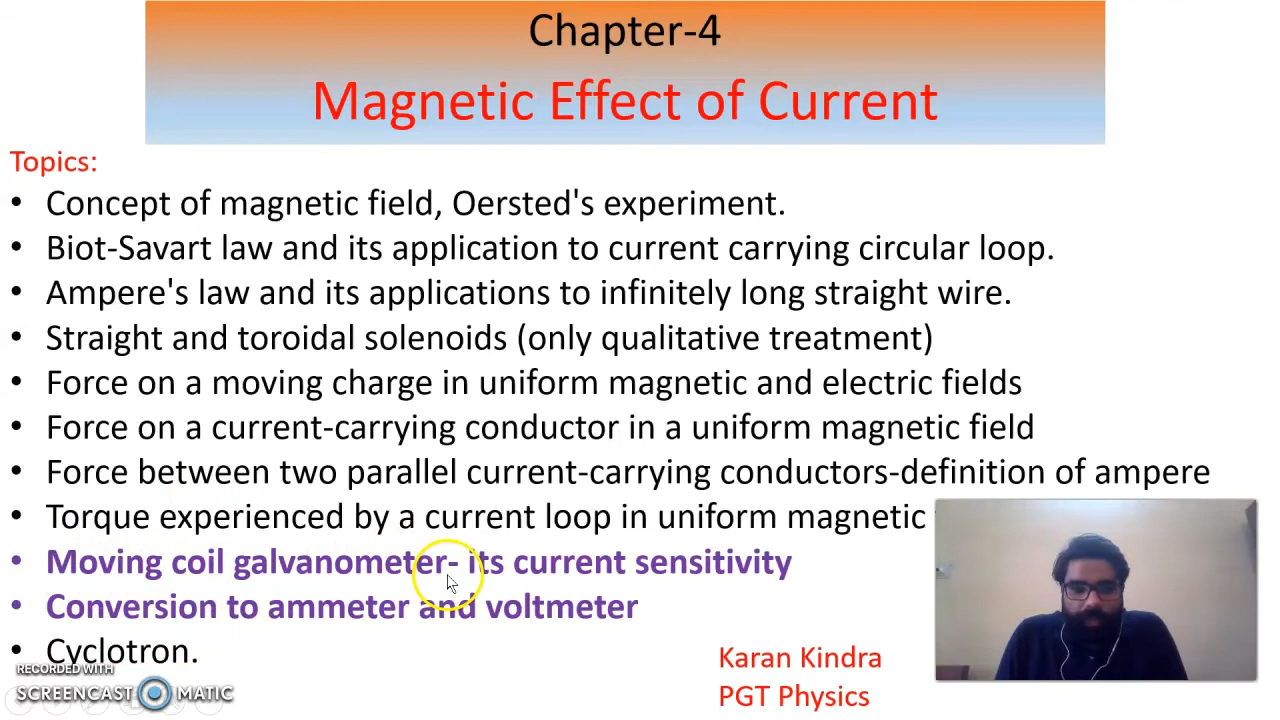 Chapter-4
Magnetic Effect of Current
Topics:
• Concept of magnetic field, Oersted's experiment.
• Biot-Savart law and its application to current carrying circular loop.
• Ampere's law and its applications to infinitely long straight wire.
• Straight and toroidal solenoids (only qualitative treatment)
• Force on a moving charge in uniform magnetic and electric fields
• Force on a current-carrying conductor in a uniform magnetic field
• Force between two parallel current-carrying conductors-definition of ampere
• Torque experienced by a current loop in uniform magnetic
• Moving coil galvanometer- its current sensitivity
• Conversion to ammeter and voltmeter
• Cyclotron.
RECORDED WITH
SCREENCAST MATIC
Karan Kindra
PGT Physics